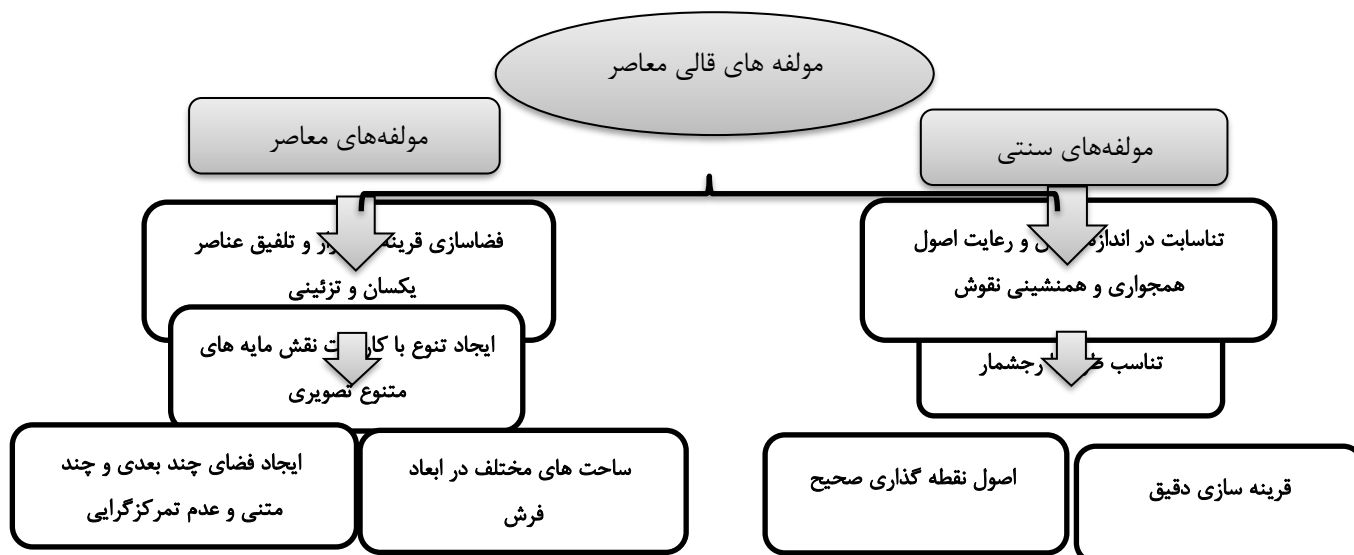 مولفه های قالی معاصر
مولفه‌های سنتی
مولفه‌های معاصر
تناسابت در اندازه و رعایت اصول
همجواری و همنشینی نقوش
تناسب رجشمار
اصول نقطه گذاری صحیح
قرینه سازی دقیق
فضاسازی قرینه و تلفیق عناصر
یکسان و تزئینی
ایجاد تنوع با نقش مایه های
متنوع تصویری
ساحت های مختلف در ابعاد
فرش
ایجاد فضای چند بعدی و چند
متنی و عدم تمرکزگرایی